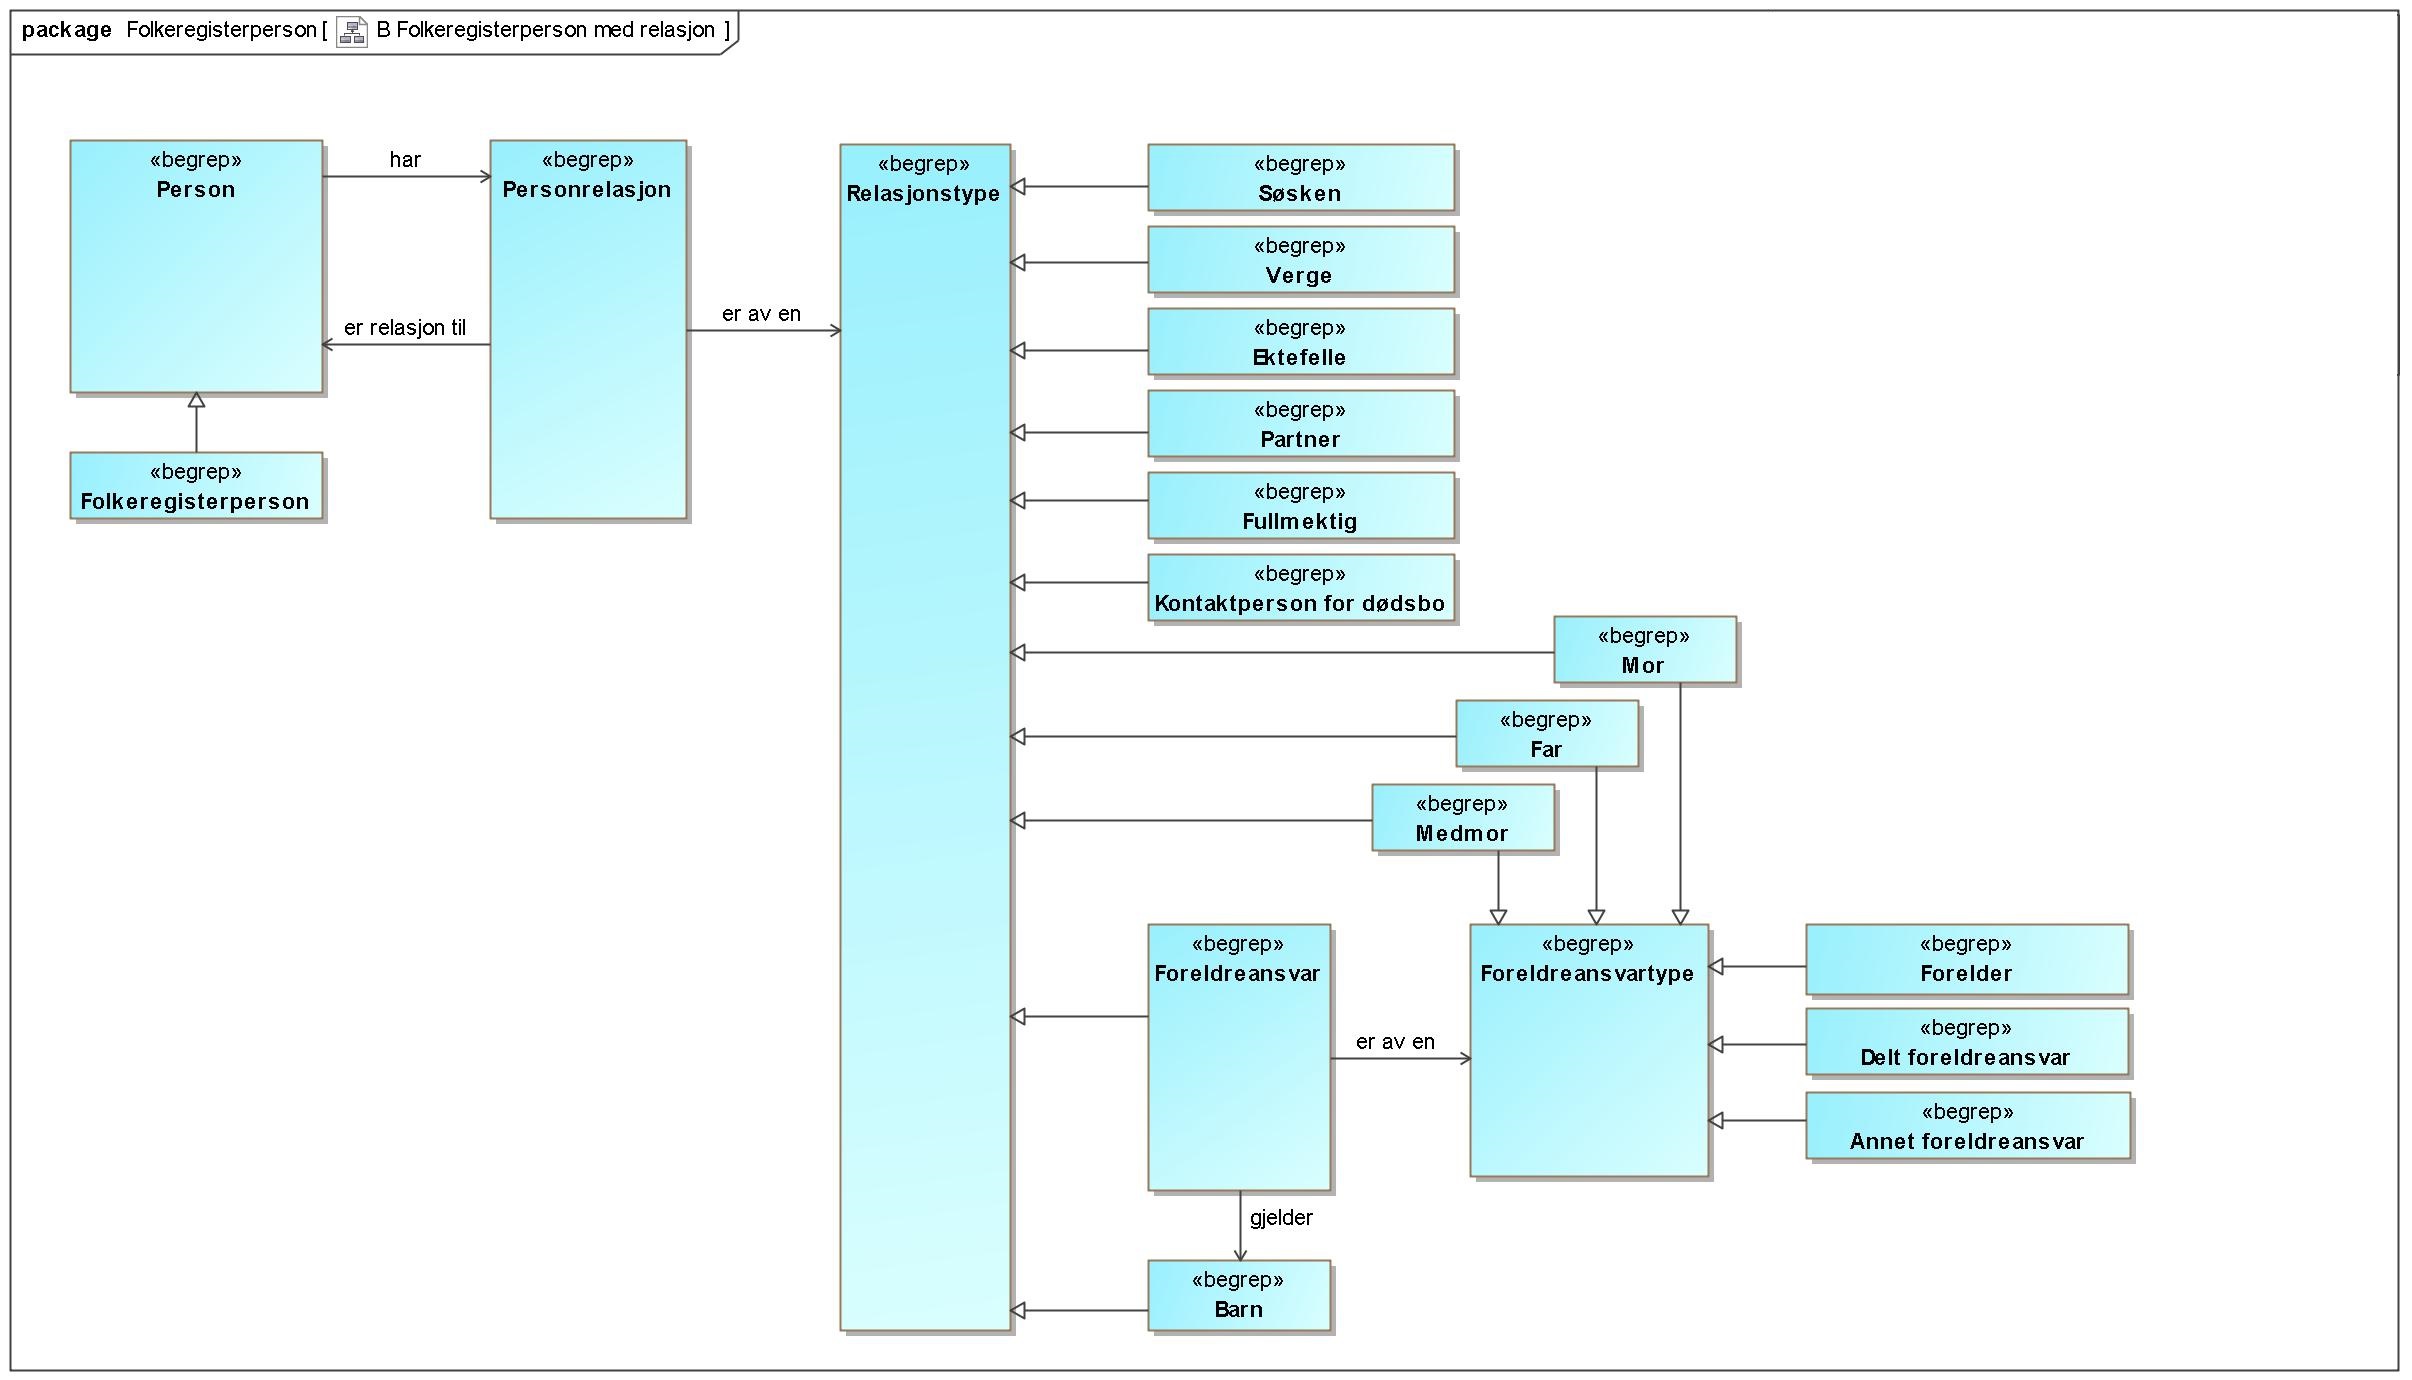 package Folkeregisterperson [ B Folkeregisterperson med relasjon ]
«begrep»
Person
har
«begrep»
Personrelasjon
er relasjon til
«begrep»
Folkeregisterperson
er av en
«begrep»
Relasjonstype
«begrep»
Søsken
«begrep»
Verge
«begrep»
Ektefelle
«begrep»
Partner
«begrep»
Fullmektig
«begrep»
Kontaktperson for dødsbo
«begrep»
Mor
«begrep»
Far
«begrep»
Medmor
«begrep»
Foreldreansvar
er av en
«begrep»
Foreldreansvartype
«begrep»
Forelder
«begrep»
Delt foreldreansvar
«begrep»
Annet foreldreansvar
gjelder
«begrep»
Barn